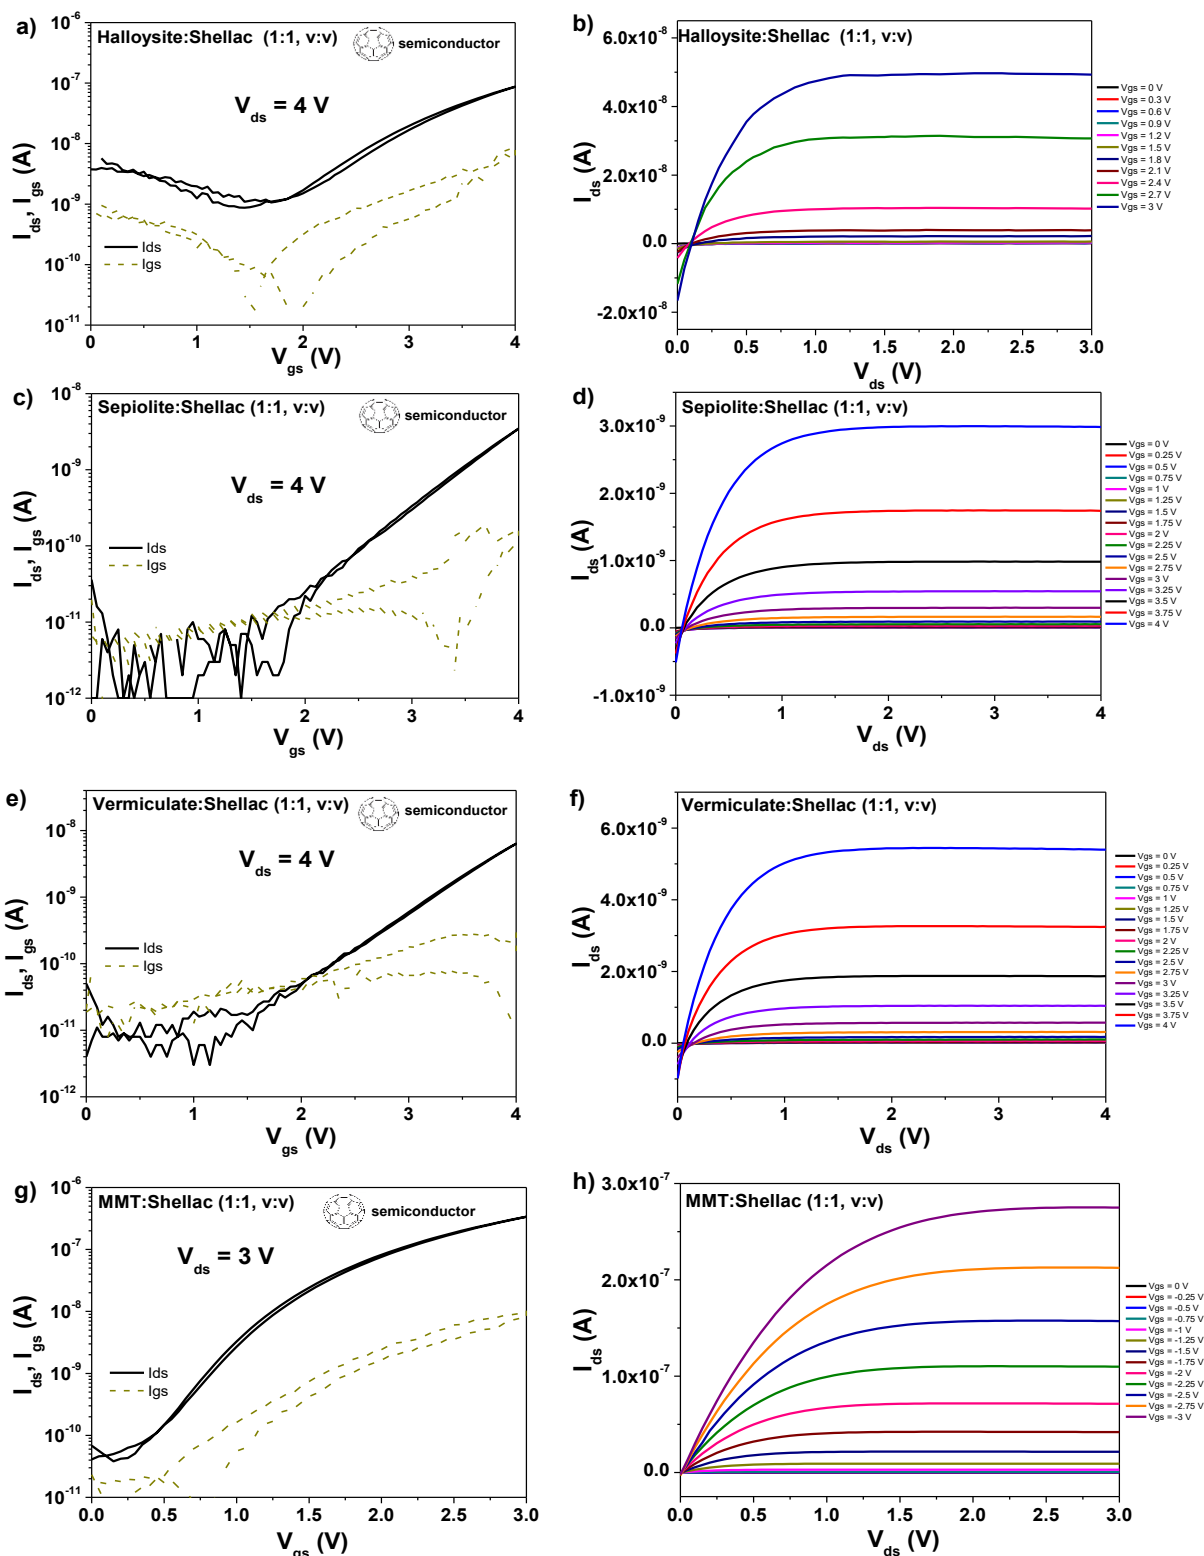 a)
Halloysite:Shellac (1:1, v:v)
semiconductor
V_ds = 4 V
Ids
Igs
I_ds, I_gs (A)
10^-6
10^-7
10^-8
10^-9
10^-10
10^-11
0 1 2 3 4
V_gs (V)
b)
Halloysite:Shellac (1:1, v:v)
I_ds (A)
6.0x10^-8
4.0x10^-8
2.0x10^-8
0.0
-2.0x10^-8
0.0 0.5 1.0 1.5 2.0 2.5 3.0
V_ds (V)
Vgs = 0 V
Vgs = 0.3 V
Vgs = 0.6 V
Vgs = 0.9 V
Vgs = 1.2 V
Vgs = 1.5 V
Vgs = 1.8 V
Vgs = 2.1 V
Vgs = 2.4 V
Vgs = 2.7 V
Vgs = 3 V
c)
Sepiolite:Shellac (1:1, v:v)
semiconductor
V_ds = 4 V
Ids
Igs
I_ds, I_gs (A)
10^-8
10^-9
10^-10
10^-11
10^-12
0 1 2 3 4
V_gs (V)
d)
Sepiolite:Shellac (1:1, v:v)
I_ds (A)
3.0x10^-9
2.0x10^-9
1.0x10^-9
0.0
-1.0x10^-9
0 1 2 3 4
V_ds (V)
Vgs = 0 V
Vgs = 0.25 V
Vgs = 0.5 V
Vgs = 0.75 V
Vgs = 1 V
Vgs = 1.25 V
Vgs = 1.5 V
Vgs = 1.75 V
Vgs = 2 V
Vgs = 2.25 V
Vgs = 2.5 V
Vgs = 2.75 V
Vgs = 3 V
Vgs = 3.25 V
Vgs = 3.5 V
Vgs = 3.75 V
Vgs = 4 V
e)
Vermiculate:Shellac (1:1, v:v)
semiconductor
V_ds = 4 V
Ids
Igs
I_ds, I_gs (A)
10^-8
10^-9
10^-10
10^-11
10^-12
0 1 2 3 4
V_gs (V)
f)
Vermiculate:Shellac (1:1, v:v)
I_ds (A)
6.0x10^-9
4.0x10^-9
2.0x10^-9
0.0
0 1 2 3 4
V_ds (V)
Vgs = 0 V
Vgs = 0.25 V
Vgs = 0.5 V
Vgs = 0.75 V
Vgs = 1 V
Vgs = 1.25 V
Vgs = 1.5 V
Vgs = 1.75 V
Vgs = 2 V
Vgs = 2.25 V
Vgs = 2.5 V
Vgs = 2.75 V
Vgs = 3 V
Vgs = 3.25 V
Vgs = 3.5 V
Vgs = 3.75 V
Vgs = 4 V
g)
MMT:Shellac (1:1, v:v)
semiconductor
V_ds = 3 V
Ids
Igs
I_ds, I_gs (A)
10^-6
10^-7
10^-8
10^-9
10^-10
10^-11
0.0 0.5 1.0 1.5 2.0 2.5 3.0
V_gs (V)
h)
MMT:Shellac (1:1, v:v)
I_ds (A)
3.0x10^-7
2.0x10^-7
1.0x10^-7
0.0
0.0 0.5 1.0 1.5 2.0 2.5 3.0
V_ds (V)
Vgs = 0 V
Vgs = -0.25 V
Vgs = -0.5 V
Vgs = -0.75 V
Vgs = -1 V
Vgs = -1.25 V
Vgs = -1.5 V
Vgs = -1.75 V
Vgs = -2 V
Vgs = -2.25 V
Vgs = -2.5 V
Vgs = -2.75 V
Vgs = -3 V